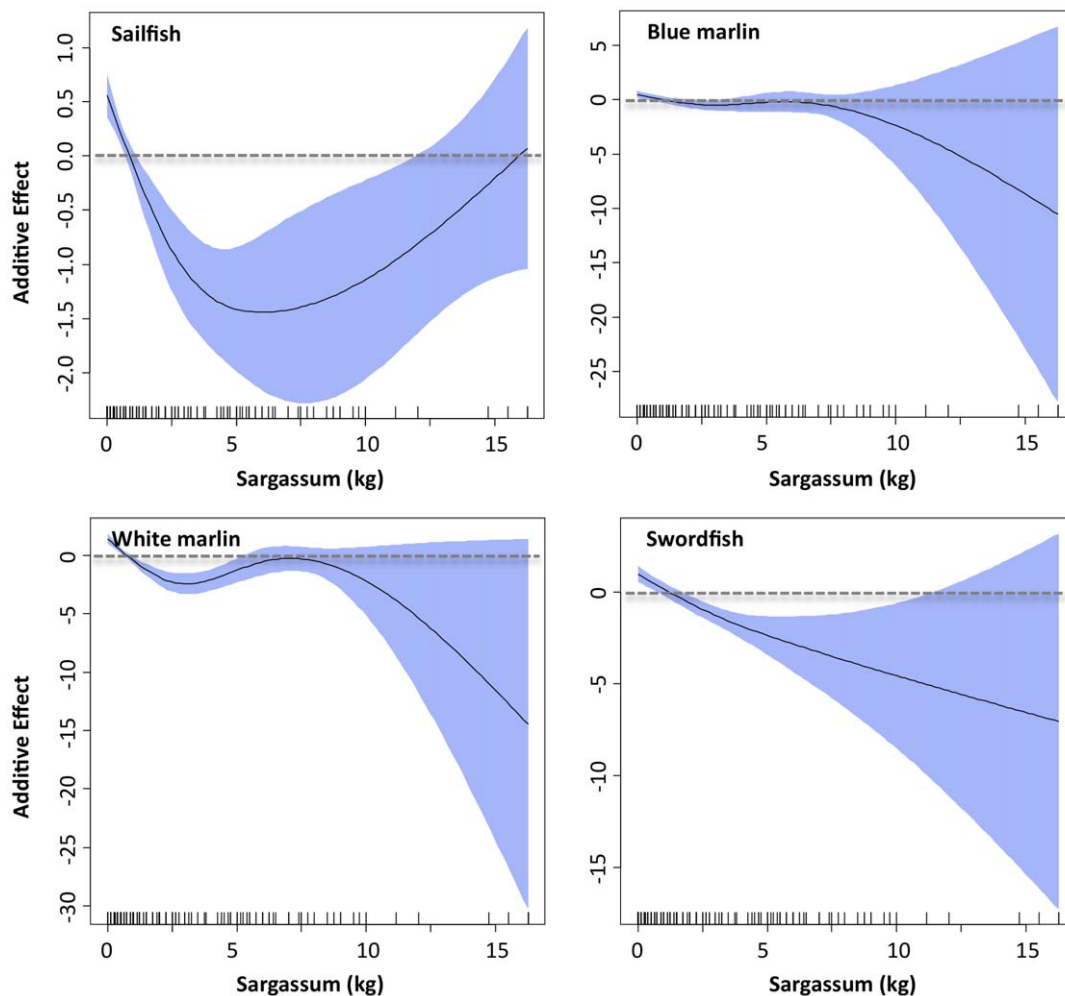 Sailfish
Additive Effect
1.0
0.5
0.0
-0.5
-1.0
-1.5
-2.0
0 5 10 15
Sargassum (kg)
Blue marlin
5
0
-5
-10
-15
-20
-25
0 5 10 15
Sargassum (kg)
White marlin
Additive Effect
0
-5
-10
-15
-20
-25
-30
0 5 10 15
Sargassum (kg)
Swordfish
0
-5
-10
-15
0 5 10 15
Sargassum (kg)